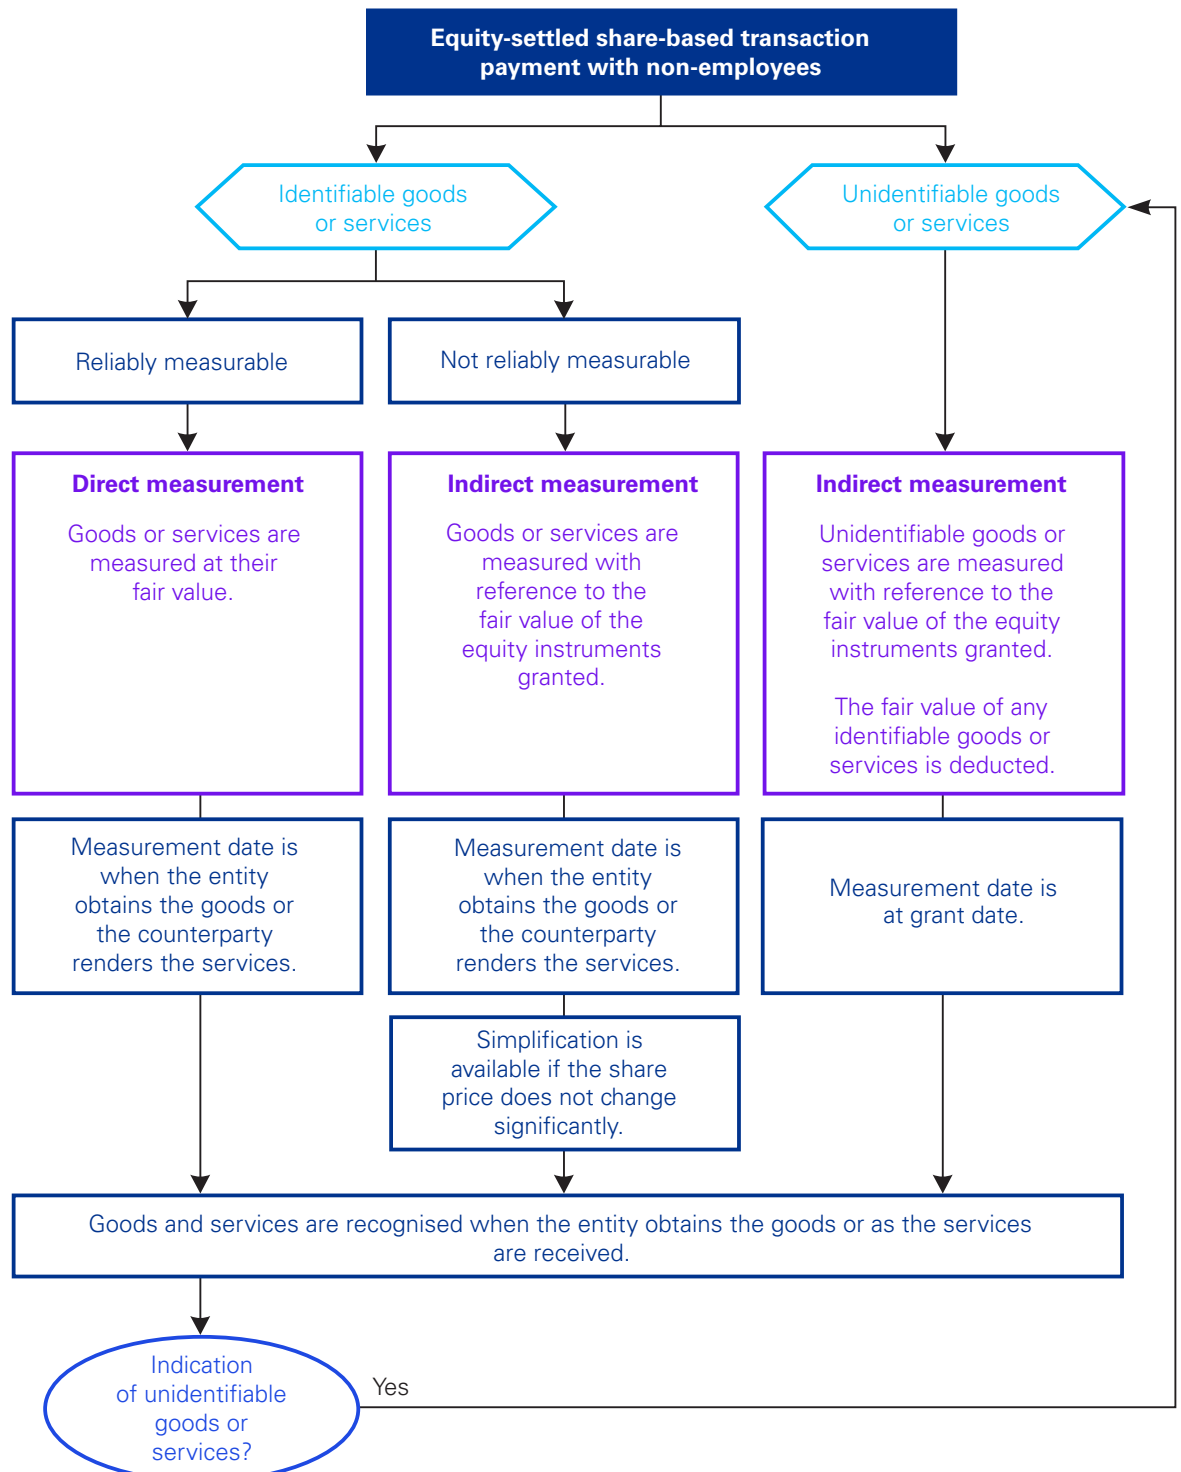 Equity-settled share-based transaction
payment with non-employees
Identifiable goods
or services
Unidentifiable goods
or services
Reliably measurable
Not reliably measurable
Direct measurement
Goods or services are
measured at their
fair value.
Indirect measurement
Goods or services are
measured with
reference to the
fair value of the
equity instruments
granted.
Indirect measurement
Unidentifiable goods or
services are measured
with reference to the
fair value of the equity
instruments granted.
The fair value of any
identifiable goods or
services is deducted.
Measurement date is
when the entity
obtains the goods or
the counterparty
renders the services.
Measurement date is
when the entity
obtains the goods or
the counterparty
renders the services.
Measurement date is
at grant date.
Simplification is
available if the share
price does not change
significantly.
Goods and services are recognised when the entity obtains the goods or as the services
are received.
Indication
of unidentifiable
goods or
services?
Yes